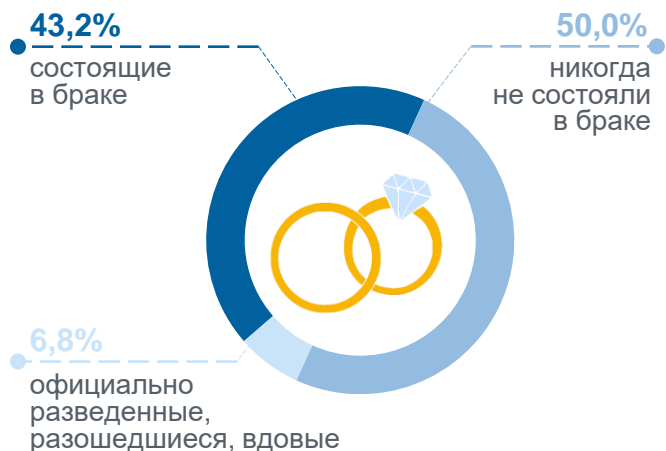 43,2%
состоящие
в браке
50,0%
никогда
не состояли
в браке
6,8%
официально
разведенные,
разошедшиеся, вдовые